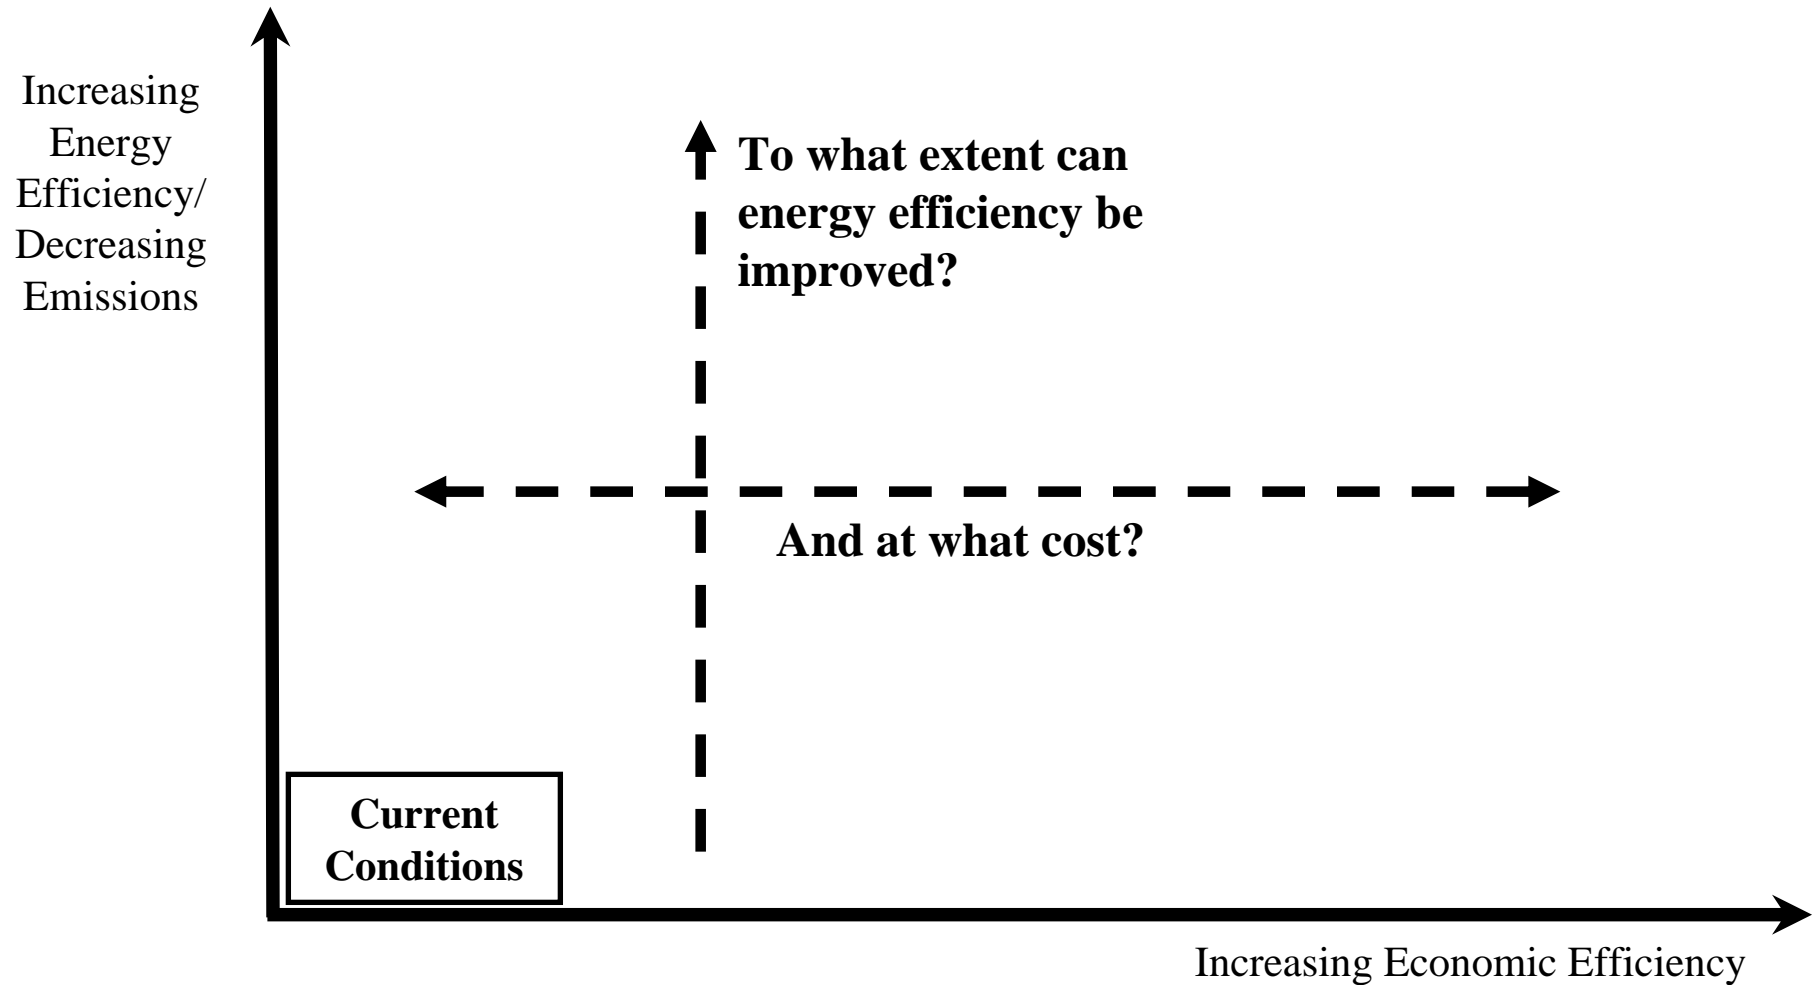 Increasing
Energy
Efficiency/
Decreasing
Emissions
To what extent can
energy efficiency be
improved?
And at what cost?
Current
Conditions
Increasing Economic Efficiency